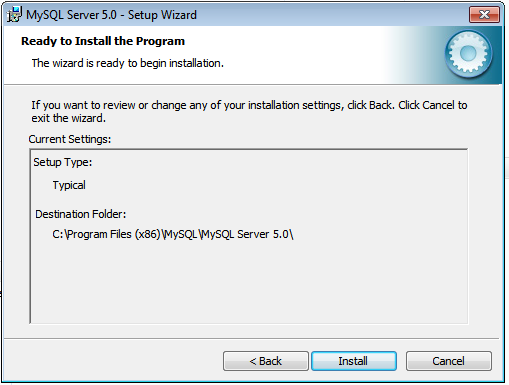 MySQL Server 5.0 - Setup Wizard
Ready to Install the Program
The wizard is ready to begin installation.
If you want to review or change any of your installation settings, click Back. Click Cancel to
exit the wizard.
Current Settings:
Setup Type:
Typical
Destination Folder:
C:\Program Files (x86)\MySQL\MySQL Server 5.0\
< Back
Install
Cancel